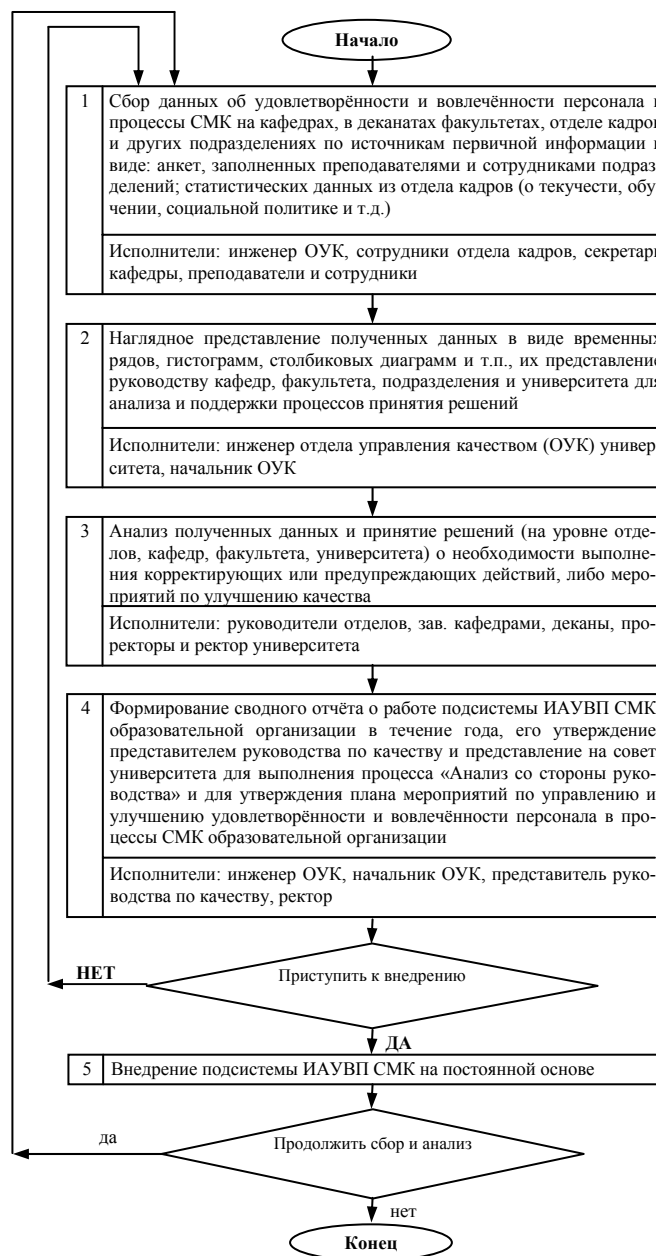 Начало
1
Сбор данных об удовлетворённости и вовлечённости персонала
процессы СМК на кафедрах, в деканатах факультетах, отделе кадров
и других подразделениях по источникам первичной информации
виде: анкет, заполненных преподавателями и сотрудниками подраз
делений; статистических данных из отдела кадров (о текучести, обу
чении, социальной политике и т.д.)
Исполнители: инженер ОУК, сотрудники отдела кадров, секретари
кафедры, преподаватели и сотрудники
2
Наглядное представление полученных данных в виде временных
рядов, гистограмм, столбиковых диаграмм и т.п., их представление
руководству кафедр, факультета, подразделения и университета для
анализа и поддержки процессов принятия решений
Исполнители: инженер отдела управления качеством (ОУК) универ
ситета, начальник ОУК
3
Анализ полученных данных и принятие решений (на уровне отде-
лов, кафедр, факультета, университета) о необходимости выполне-
ния корректирующих или предупреждающих действий, либо меро-
приятий по улучшению качества
Исполнители: руководители отделов, зав. кафедрами, деканы, про-
ректоры и ректор университета
4
Формирование сводного отчёта о работе подсистемы ИАУВП СМК
образовательной организации в течение года, его утверждение
представителем руководства по качеству и представление на совет
университета для выполнения процесса «Анализ со стороны руко-
водства» и для утверждения плана мероприятий по управлению и
улучшению удовлетворённости и вовлечённости персонала в про-
цессы СМК образовательной организации
Исполнители: инженер ОУК, начальник ОУК, представитель руко-
водства по качеству, ректор
НЕТ
Приступить к внедрению
ДА
5
Внедрение подсистемы ИАУВП СМК на постоянной основе
да
Продолжить сбор и анализ
нет
Конец